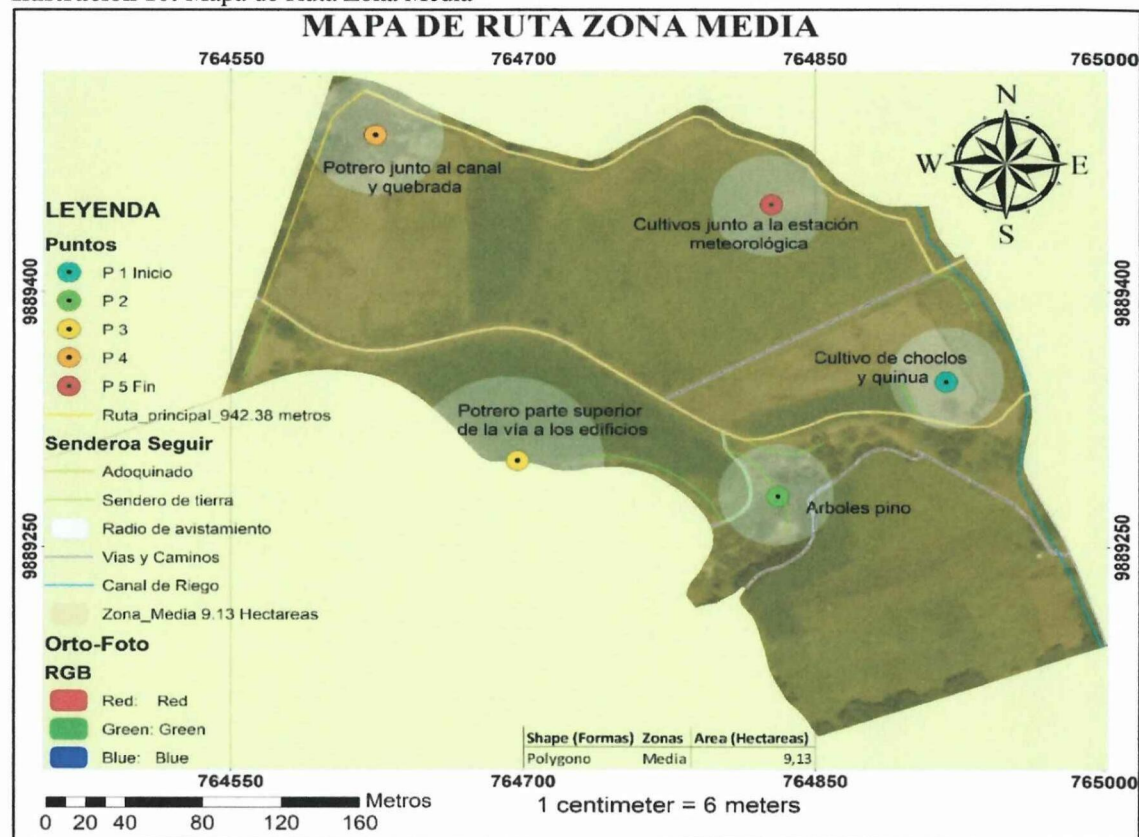 MAPA DE RUTA ZONA MEDIA
764550 764700 764850 765000
N
W E
S
Potrero junto al canal
y quebrada
Cultivos junto a la estación
meteorológica
LEYENDA
Puntos
P 1 Inicio
P 2
P 3
P 4
P 5 Fin
Ruta_principal_942.38 metros
Senderoa Seguir
Adoquinado
Sendero de tierra
Radio de avistamiento
Vias y Caminos
Canal de Riego
Zona_Media 9.13 Hectareas
Orto-Foto
RGB
Red: Red
Green: Green
Blue: Blue
9889400
9889250
Cultivo de choclos
y quinua
Potrero parte superior
de la vía a los edificios
Arboles pino
9889400
9889250
Shape (Formas) Zonas Area (Hectareas)
Polygono Media 9,13
764550 764700 764850 765000
Metros
0 20 40 80 120 160
1 centimeter = 6 meters